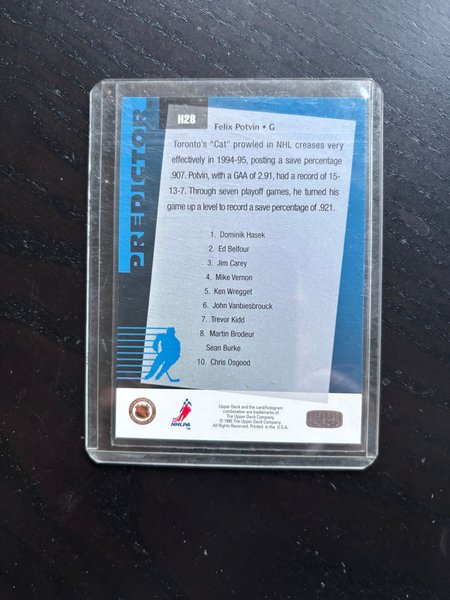 PREDICTOR
H28
Felix Potvin • G
Toronto's "Cat" prowled in NHL creases very
effectively in 1994-95, posting a save percentage
.907. Potvin, with a GAA of 2.91, had a record of 15-
13-7. Through seven playoff games, he turned his
game up a level to record a save percentage of .921.
1. Dominik Hasek
2. Ed Belfour
3. Jim Carey
4. Mike Vernon
5. Ken Wregget
6. John Vanbiesbrouck
7. Trevor Kidd
8. Martin Brodeur
Sean Burke
10. Chris Osgood
NHLPA
Upper Deck and the card/hologram
combination are trademarks of
The Upper Deck Company.
© 1995 The Upper Deck Company.
All Rights Reserved. Printed in the U.S.A.